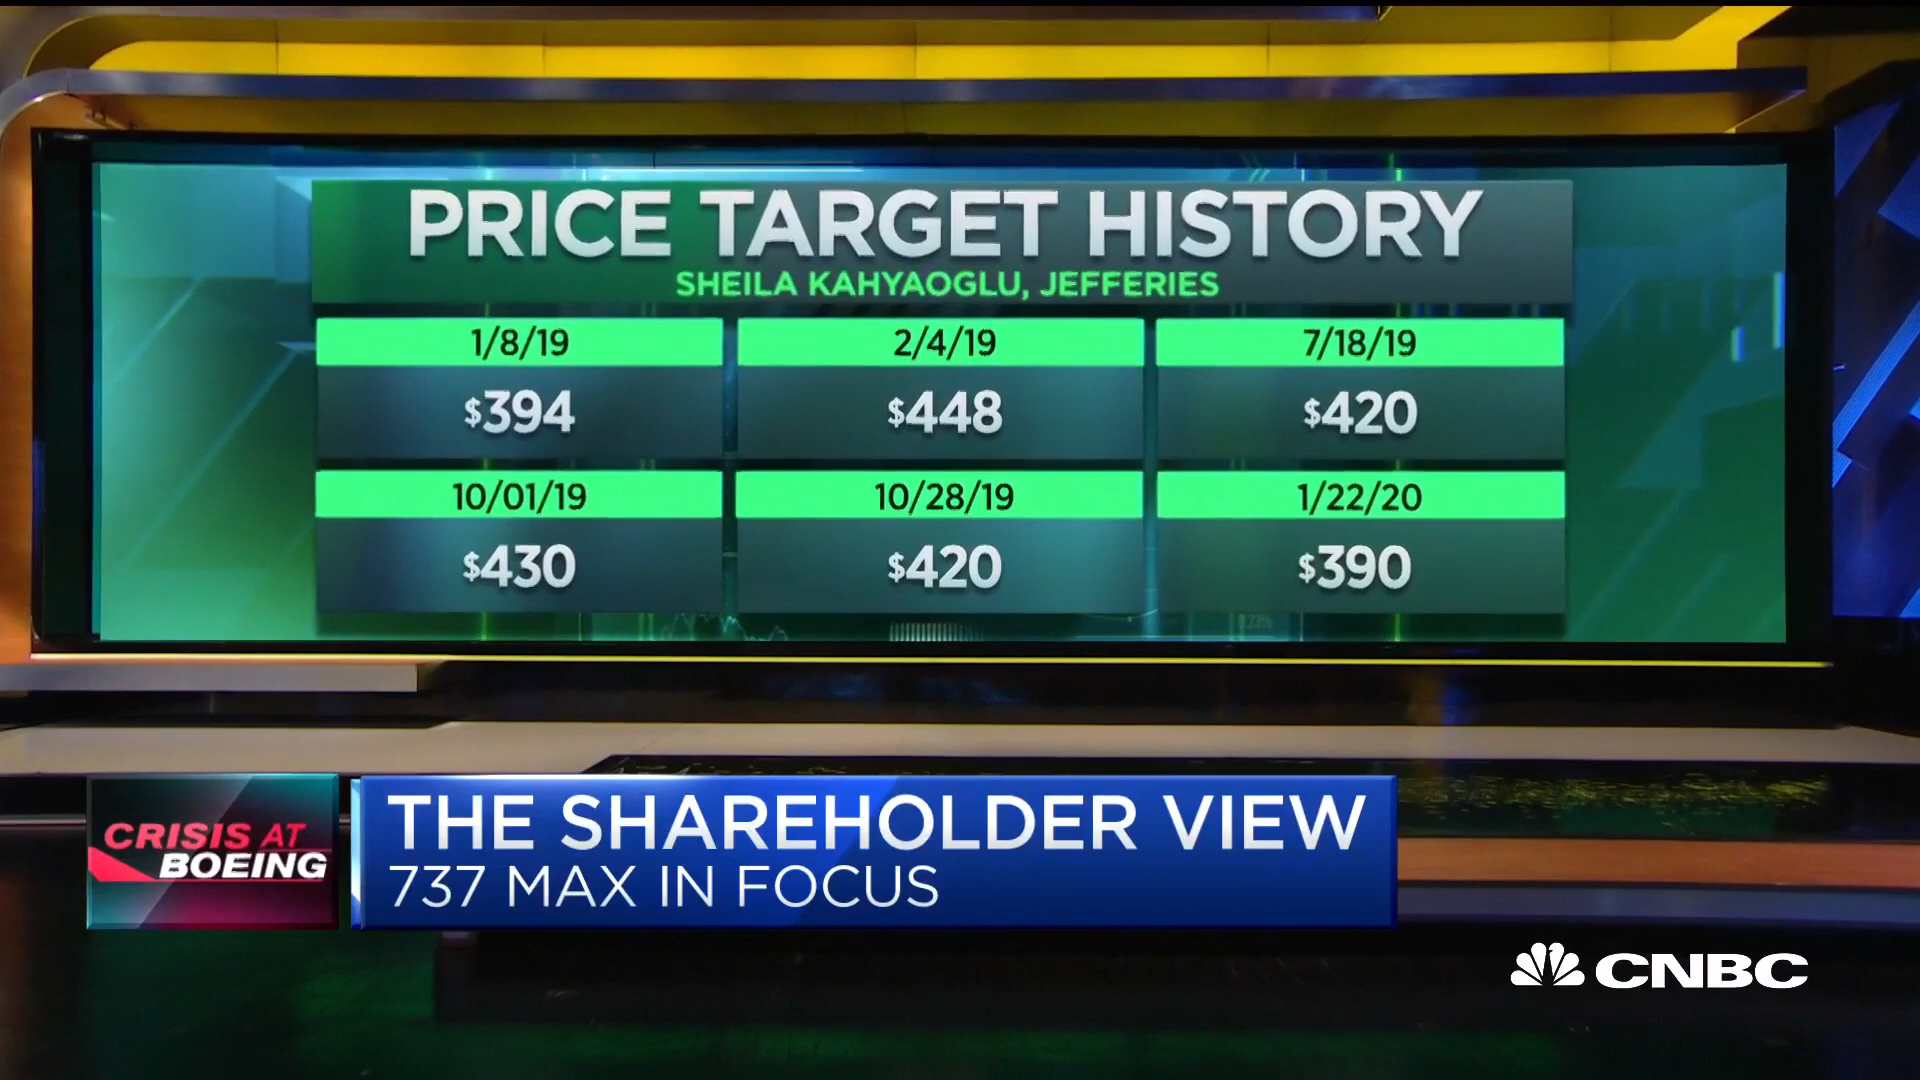 PRICE TARGET HISTORY
SHEILA KAHYAOGLU, JEFFERIES
1/8/19 2/4/19 7/18/19
$394 $448 $420
10/01/19 10/28/19 1/22/20
$430 $420 $390
CRISIS AT
BOEING
THE SHAREHOLDER VIEW
737 MAX IN FOCUS
CNBC